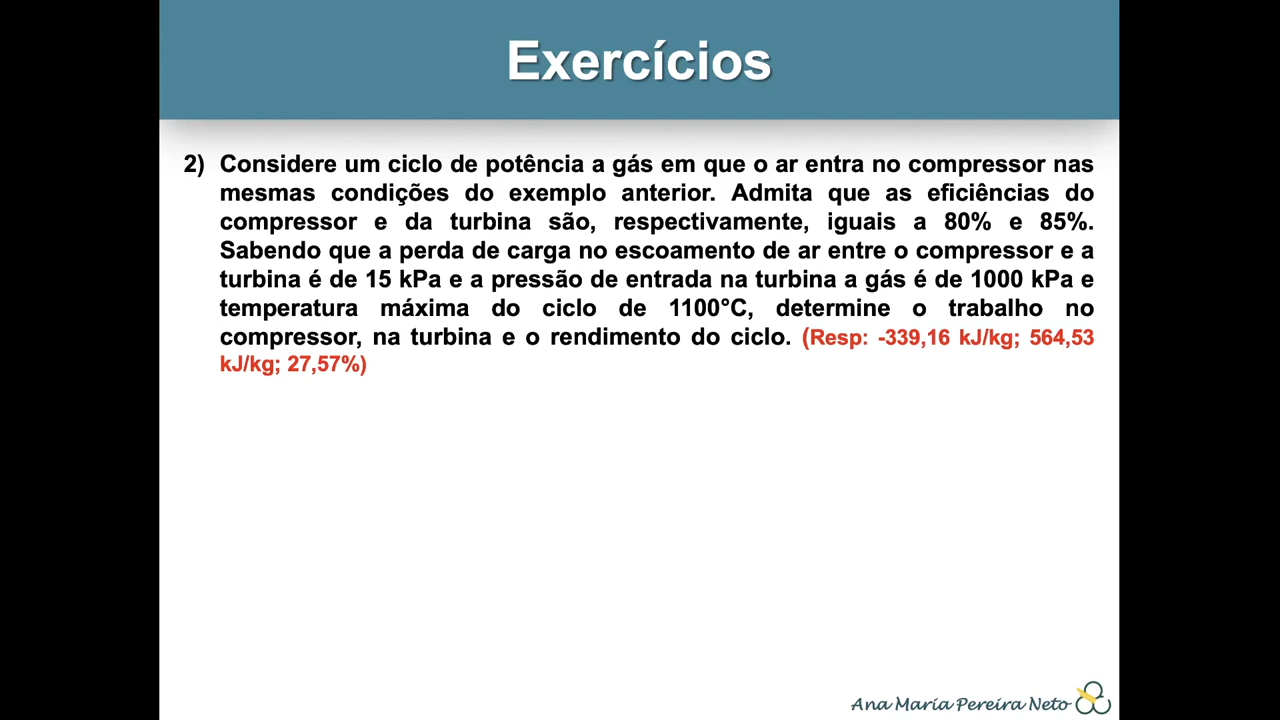 Exercícios
2) Considere um ciclo de potência a gás em que o ar entra no compressor nas
mesmas condições do exemplo anterior. Admita que as eficiências do
compressor e da turbina são, respectivamente, iguais a 80% e 85%.
Sabendo que a perda de carga no escoamento de ar entre o compressor e a
turbina é de 15 kPa e a pressão de entrada na turbina a gás é de 1000 kPa e
temperatura máxima do ciclo de 1100°C, determine o trabalho no
compressor, na turbina e o rendimento do ciclo. (Resp: -339,16 kJ/kg; 564,53
kJ/kg; 27,57%)
Ana Maria Pereira Neto